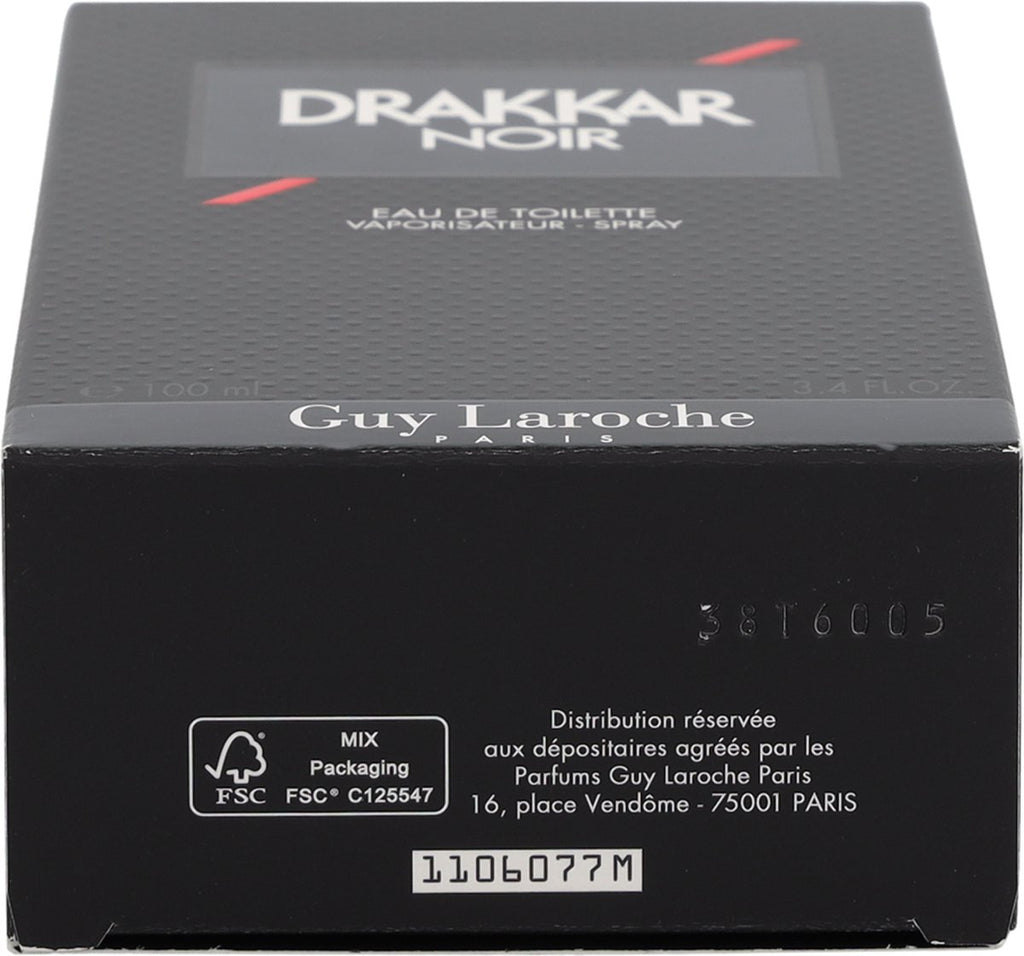 DRAKKAR
NOIR
EAU DE TOILETTE
VAPORISATEUR - SPRAY
℮ 100 ml
3.4 FL.OZ.
Guy Laroche
PARIS
38T6005
MIX
Packaging
FSC® C125547
FSC
Distribution réservée
aux dépositaires agréés par les
Parfums Guy Laroche Paris
16, place Vendôme - 75001 PARIS
1106077M